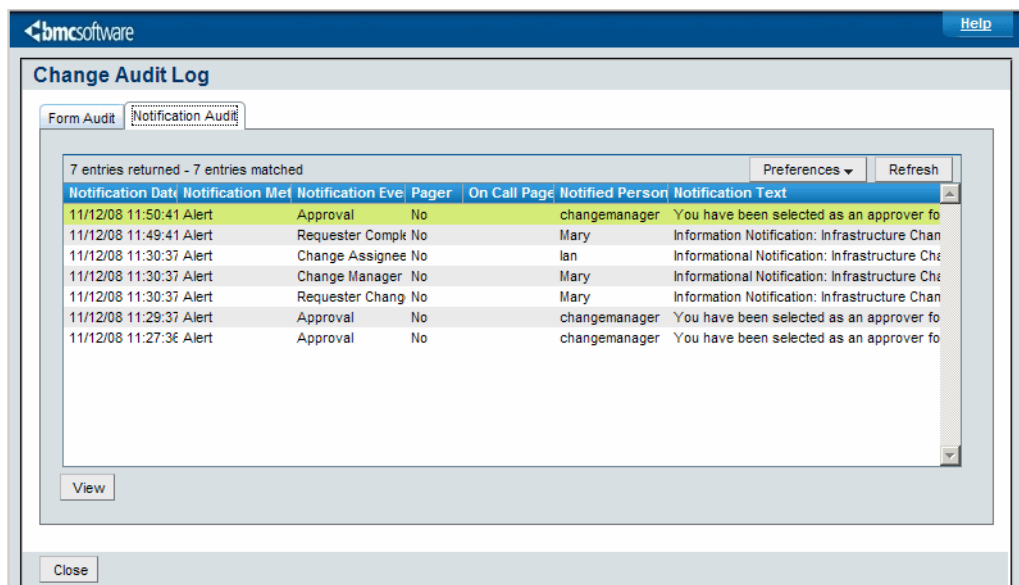 bmcsoftware Help
Change Audit Log
Form Audit Notification Audit
7 entries returned - 7 entries matched Preferences Refresh
Notification Date Notification Met Notification Eve Pager On Call Page Notified Person Notification Text
11/12/08 11:50:41 Alert Approval No changemanager You have been selected as an approver fo
11/12/08 11:49:41 Alert Requester Comple No Mary Information Notification: Infrastructure Chan
11/12/08 11:30:37 Alert Change Assignee No Ian Informational Notification: Infrastructure Cha
11/12/08 11:30:37 Alert Change Manager No Mary Informational Notification: Infrastructure Cha
11/12/08 11:30:37 Alert Requester Chang No Mary Information Notification: Infrastructure Chan
11/12/08 11:29:37 Alert Approval No changemanager You have been selected as an approver fo
11/12/08 11:27:36 Alert Approval No changemanager You have been selected as an approver fo
View
Close